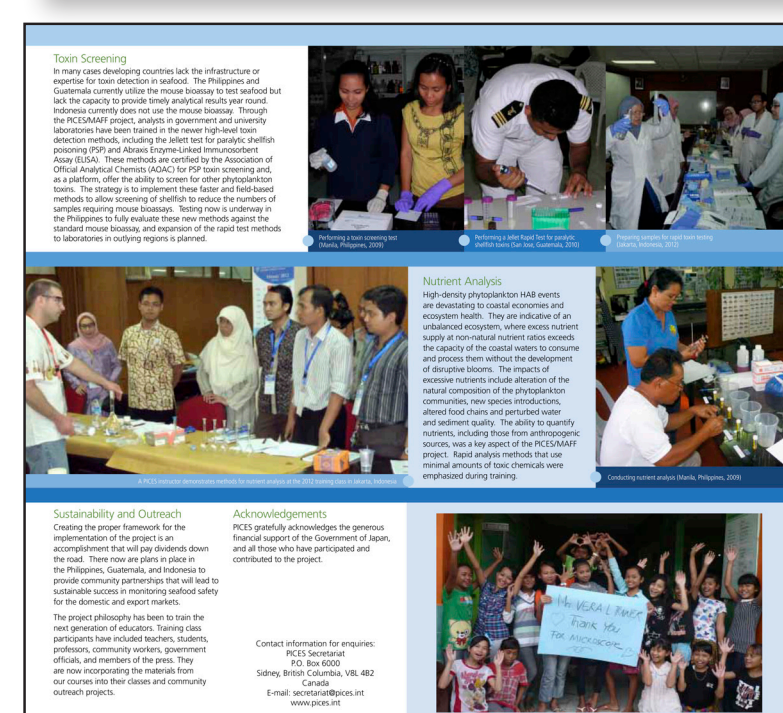 Toxin Screening
In many cases developing countries lack the infrastructure or
expertise for toxin detection in seafood. The Philippines and
Guatemala currently utilize the mouse bioassay to test seafood but
lack the capacity to provide timely analytical results year round.
Indonesia currently does not use the mouse bioassay. Through
the PICES/MAFF project, analysts in government and university
laboratories have been trained in the newer high-level toxin
detection methods, including the Jellett test for paralytic shellfish
poisoning (PSP) and Abraxis Enzyme-Linked Immunosorbent
Assay (ELISA). These methods are certified by the Association of
Official Analytical Chemists (AOAC) for PSP toxin screening and,
as a platform, offer the ability to screen for other phytoplankton
toxins. The strategy is to implement these faster and field-based
methods to allow screening of shellfish to reduce the numbers of
samples requiring mouse bioassays. Testing now is underway in
the Philippines to fully evaluate these new methods against the
standard mouse bioassay, and expansion of the rapid test methods
to laboratories in outlying regions is planned.
Performing a toxin screening test
(Manila, Philippines, 2009)
Performing a Jellet Rapid Test for paralytic
shellfish toxins (San Jose, Guatemala, 2010)
Preparing samples for rapid toxin testing
(Jakarta, Indonesia, 2012)
A PICES instructor demonstrates methods for nutrient analysis at the 2012 training class in Jakarta, Indonesia
Nutrient Analysis
High-density phytoplankton HAB events
are devastating to coastal economies and
ecosystem health. They are indicative of an
unbalanced ecosystem, where excess nutrient
supply at non-natural nutrient ratios exceeds
the capacity of the coastal waters to consume
and process them without the development
of disruptive blooms. The impacts of
excessive nutrients include alteration of the
natural composition of the phytoplankton
communities, new species introductions,
altered food chains and perturbed water
and sediment quality. The ability to quantify
nutrients, including those from anthropogenic
sources, was a key aspect of the PICES/MAFF
project. Rapid analysis methods that use
minimal amounts of toxic chemicals were
emphasized during training.
Conducting nutrient analysis (Manila, Philippines, 2009)
Sustainability and Outreach
Creating the proper framework for the
implementation of the project is an
accomplishment that will pay dividends down
the road. There now are plans in place in
the Philippines, Guatemala, and Indonesia to
provide community partnerships that will lead to
sustainable success in monitoring seafood safety
for the domestic and export markets.
The project philosophy has been to train the
next generation of educators. Training class
participants have included teachers, students,
professors, community workers, government
officials, and members of the press. They
are now incorporating the materials from
our courses into their classes and community
outreach projects.
Acknowledgements
PICES gratefully acknowledges the generous
financial support of the Government of Japan,
and all those who have participated and
contributed to the project.
Contact information for enquiries:
PICES Secretariat
P.O. Box 6000
Sidney, British Columbia, V8L 4B2
Canada
E-mail: secretariat@pices.int
www.pices.int
VERA
Thank You
FOR MICROSCOPE